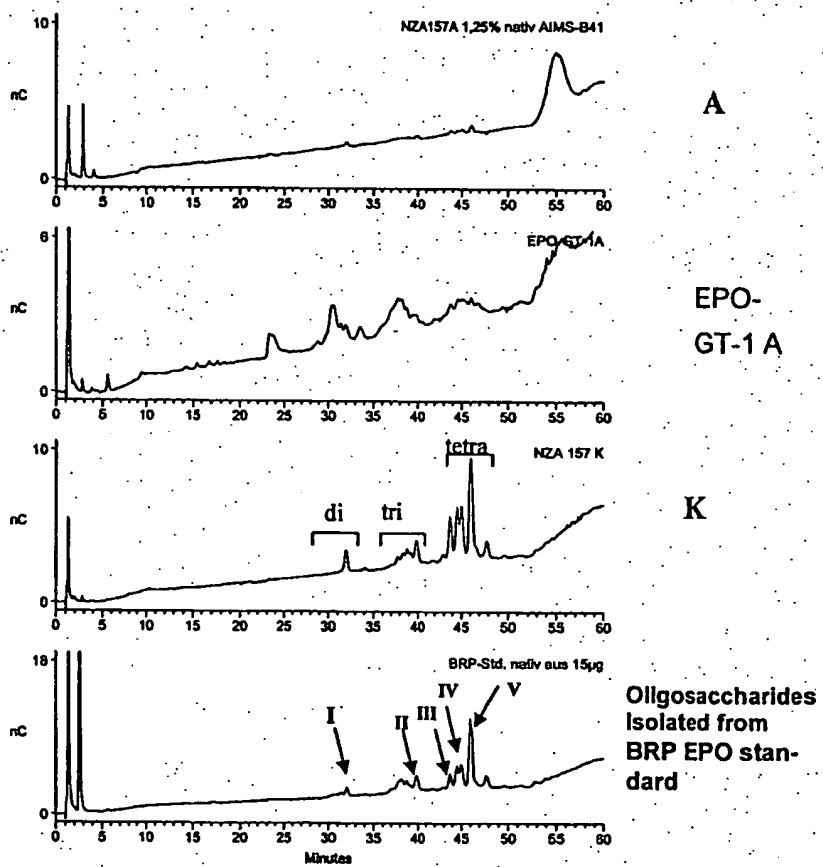 10
NZA157A 1,25% nativ AIMS-B41
nC
A
0
0 5 10 15 20 25 30 35 40 45 50 55 60
6
EPO-GT-1A
nC
EPO-
GT-1 A
0
0 5 10 15 20 25 30 35 40 45 50 55 60
10
tetra
NZA 157 K
nC
di
tri
K
0
0 5 10 15 20 25 30 35 40 45 50 55 60
18
BRP-Std. nativ aus 15µg
nC
I
II
III
IV
V
Oligosaccharides
Isolated from
BRP EPO stan-
dard
0
0 5 10 15 20 25 30 35 40 45 50 55 60
Minutes